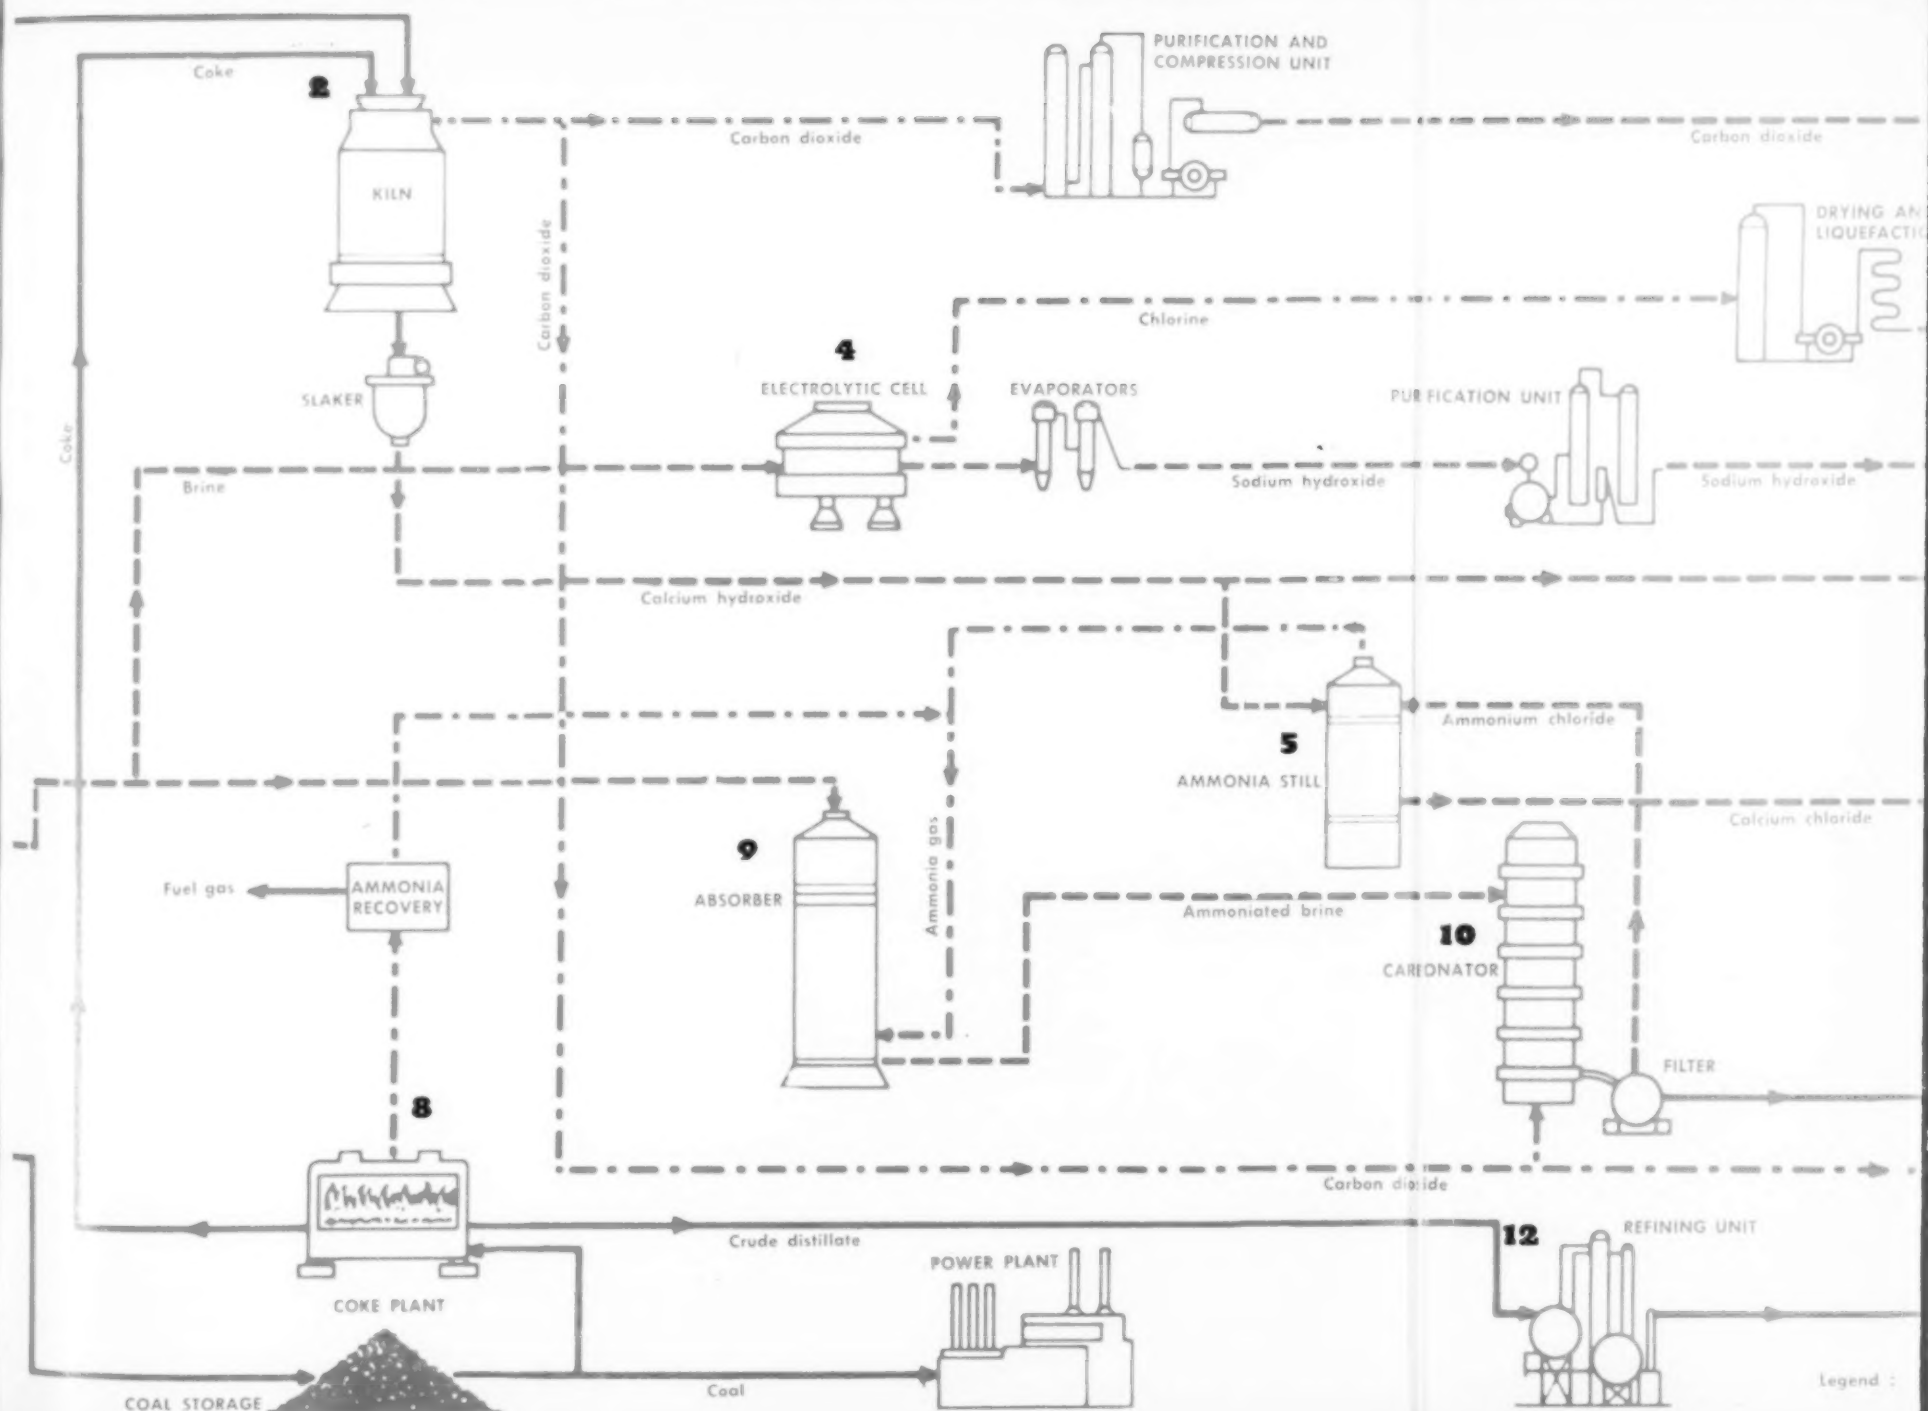 PURIFICATION AND
COMPRESSION UNIT
Coke
2
Carbon dioxide
Carbon dioxide
KILN
DRYING AN
LIQUEFACTIO
Carbon dioxide
Chlorine
4
SLAKER
ELECTROLYTIC CELL
EVAPORATORS
PURIFICATION UNIT
Coke
Brine
Sodium hydroxide
Sodium hydroxide
Calcium hydroxide
Ammonium chloride
5
AMMONIA STILL
Calcium chloride
9
Ammonia gas
Fuel gas
AMMONIA
RECOVERY
ABSORBER
Ammoniated brine
10
CARBONATOR
FILTER
8
Carbon dioxide
12
REFINING UNIT
Crude distillate
POWER PLANT
COKE PLANT
Coal
Legend :
COAL STORAGE